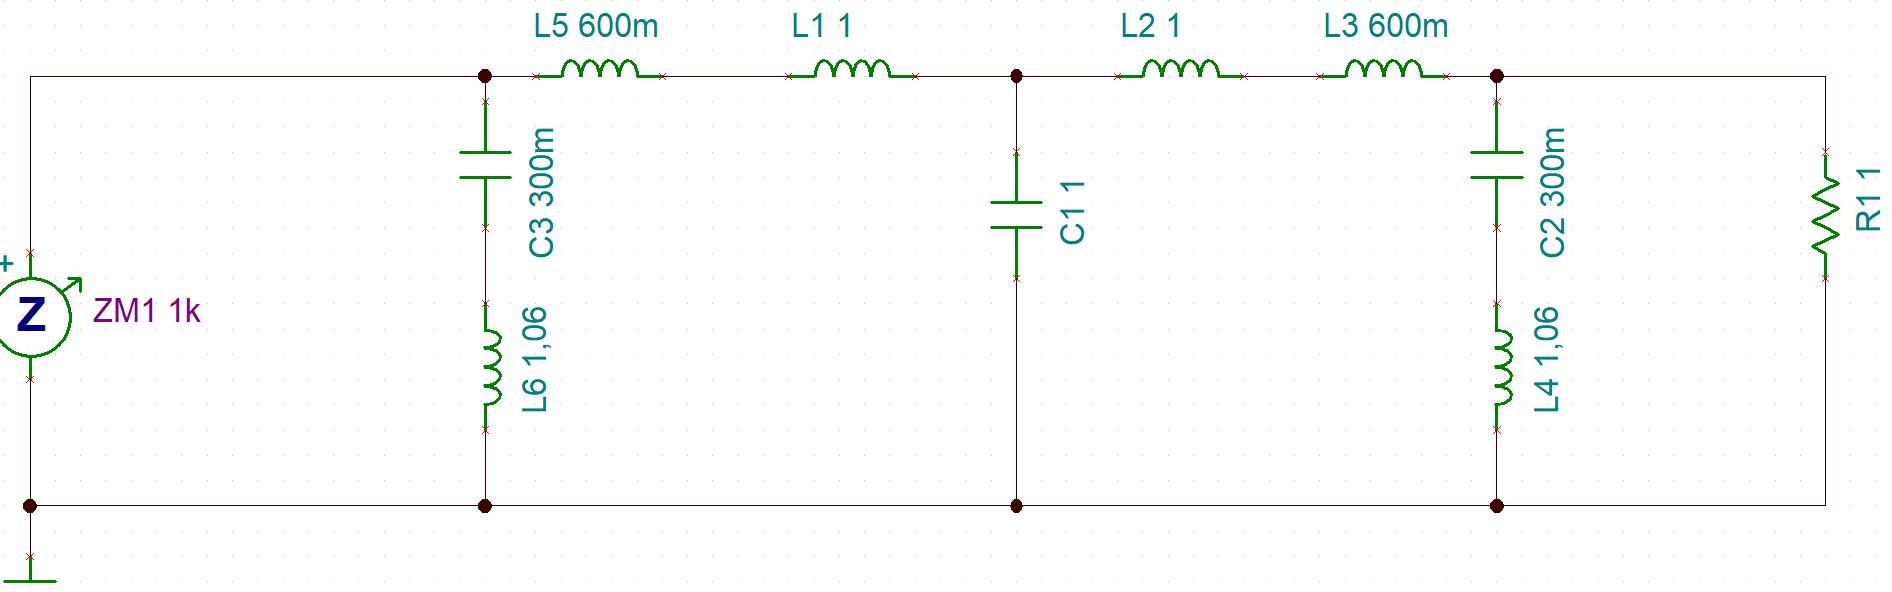 L5 600m
L1 1
L2 1
L3 600m
C3 300m
C1 1
C2 300m
R1 1
+
Z
ZM1 1k
L6 1,06
L4 1,06